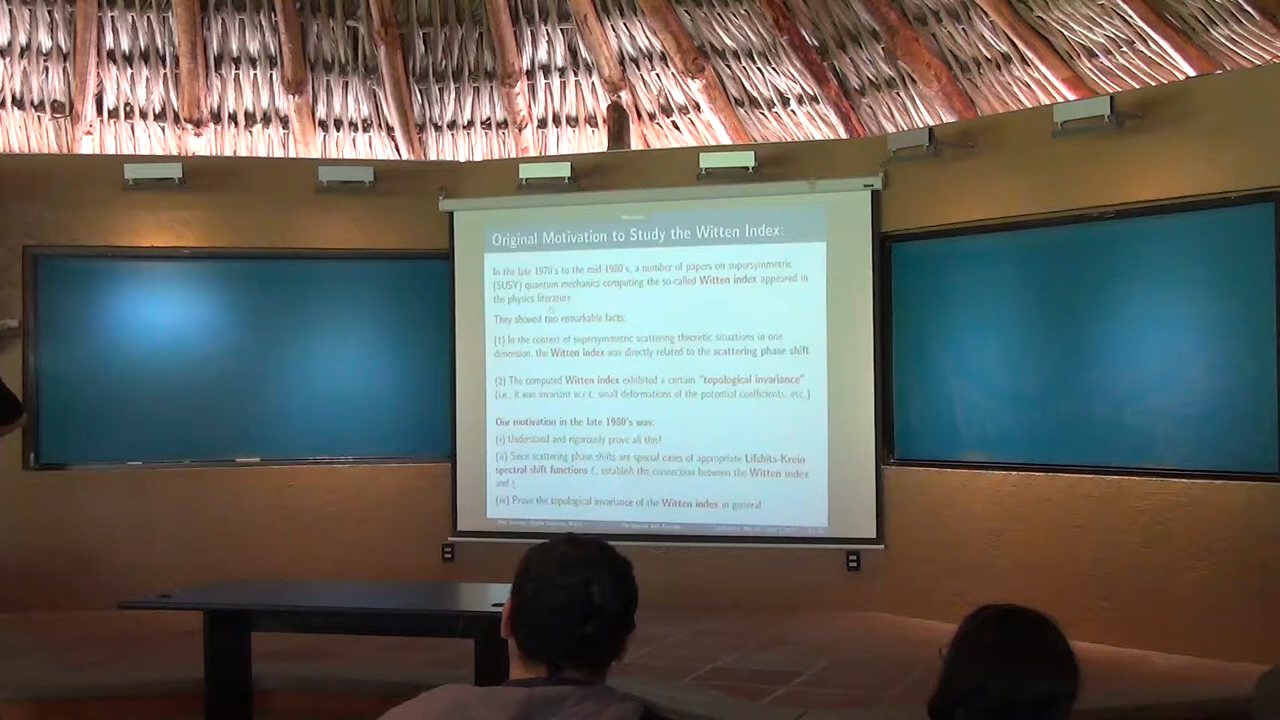 Original Motivation to Study the Witten Index:
In the late 1970's to the mid 1980's, a number of papers on supersymmetric
(SUSY) quantum mechanics computing the so-called Witten index appeared in
the physics literature
They showed two remarkable facts:
(1) In the context of supersymmetric scattering theoretic situations in one
dimension, the Witten index was directly related to the scattering phase shift
(2) The computed Witten index exhibited a certain "topological invariance"
(i.e., it was invariant w.r.t. small deformations of the potential coefficients, etc.)
Our motivation in the late 1980's was:
(i) Understand and rigorously prove all this!
(ii) Since scattering phase shifts are special cases of appropriate Lifshits-Krein
spectral shift functions ξ, establish the connection between the Witten index
and ξ.
(iii) Prove the topological invariance of the Witten index in general